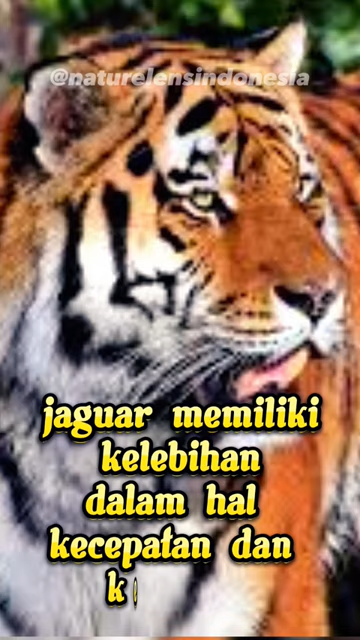 @naturelensindonesia
jaguar memiliki
kelebihan
dalam hal
kecepatan dan
k